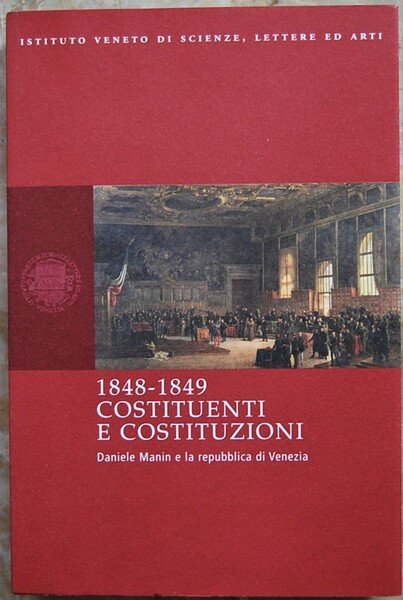 ISTITUTO VENETO DI SCIENZE, LETTERE ED ARTI
1848-1849
COSTITUENTI
E COSTITUZIONI
Daniele Manin e la repubblica di Venezia